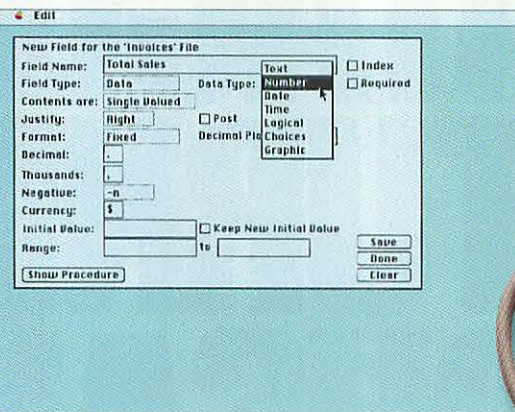 Edit
New Field for the 'Invoices' File
Field Name: Total Sales Text Index
Field Type: Data Data Type: Number Required
Contents are: Single Valued Date
Justify: Right Post Time
Logical
Format: Fixed Decimal Choices
Graphic
Decimal: .
Thousands: ,
Negative: -n
Currency: $
Initial Value: Keep New Initial Value
Range: to Save
Done
Show Procedure Clear